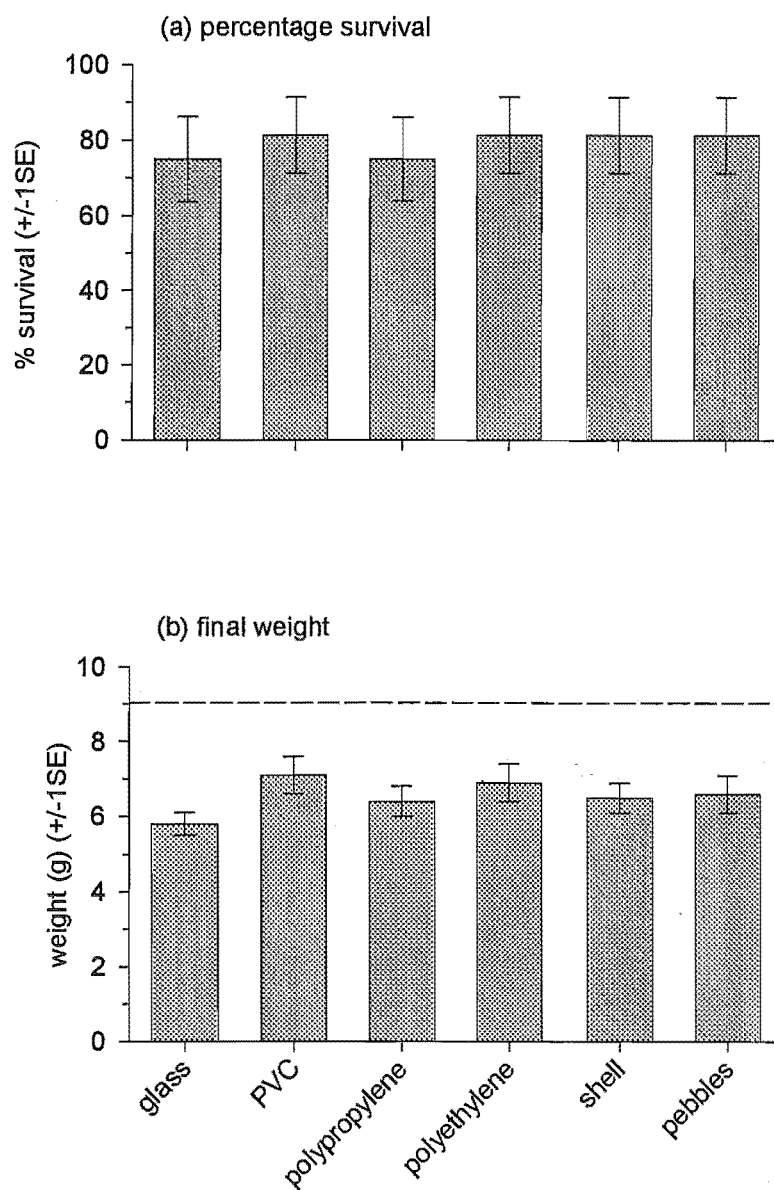 (a) percentage survival
100
80
60
40
20
0
% survival (+/-1SE)
(b) final weight
10
8
6
4
2
0
weight (g) (+/-1SE)
glass
PVC
polypropylene
polyethylene
shell
pebbles